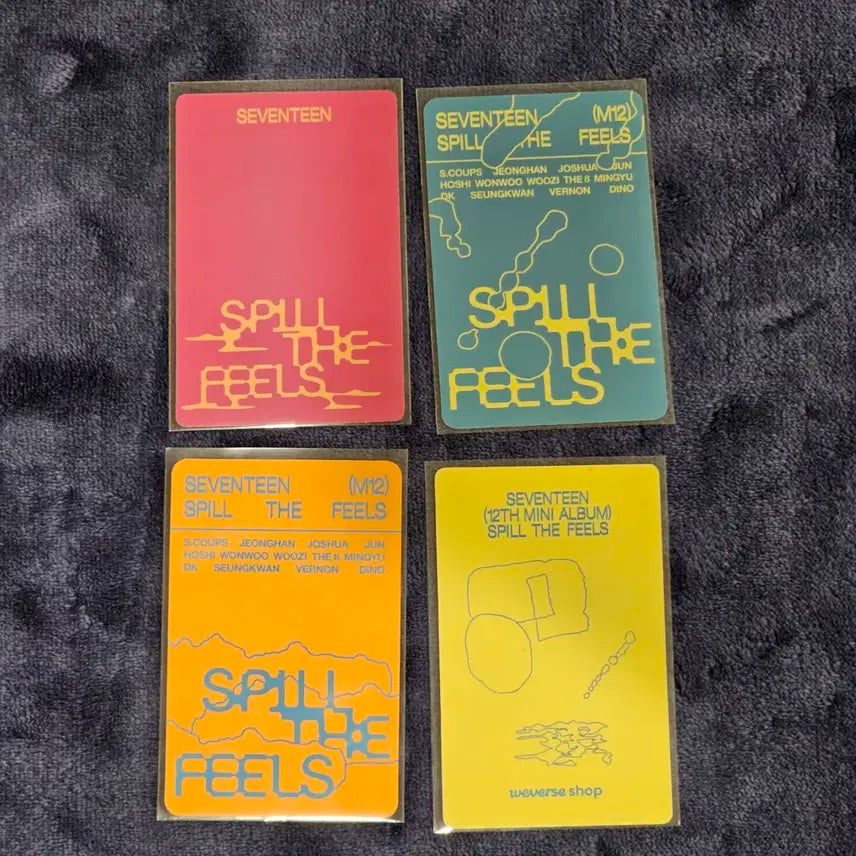 SEVENTEEN
SPILL
THE
FEELS
SEVENTEEN (M12)
SPILL THE FEELS
S.COUPS JEONGHAN JOSHUA JUN
HOSHI WONWOO WOOZI THE 8 MINGYU
DK SEUNGKWAN VERNON DINO
SPILL
THE
FEELS
SEVENTEEN (M12)
SPILL THE FEELS
S.COUPS JEONGHAN JOSHUA JUN
HOSHI WONWOO WOOZI THE 8 MINGYU
DK SEUNGKWAN VERNON DINO
SPILL
THE
FEELS
SEVENTEEN
(12TH MINI ALBUM)
SPILL THE FEELS
weverse shop